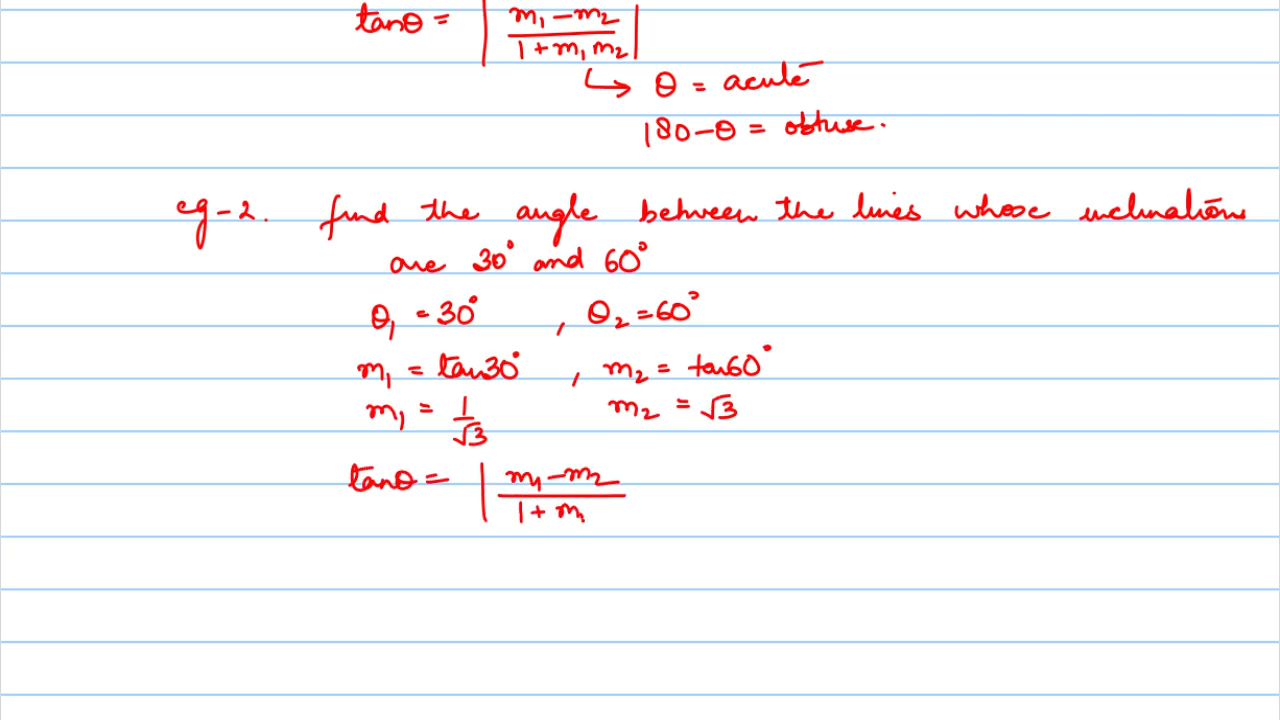 tanθ = | m₁ - m₂ / 1 + m₁ m₂ |
↳ θ = acute
180 - θ = obtuse.
eg - 2. find the angle between the lines whose inclinations
are 30° and 60°
θ₁ = 30° , θ₂ = 60°
m₁ = tan30° , m₂ = tan60°
m₁ = 1/√3 m₂ = √3
tanθ = | m₁ - m₂ / 1 + m₁